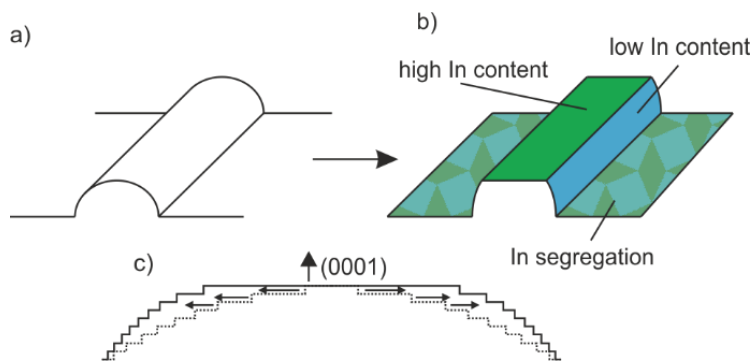 a)
b)
high In content
low In content
In segregation
c)
(0001)